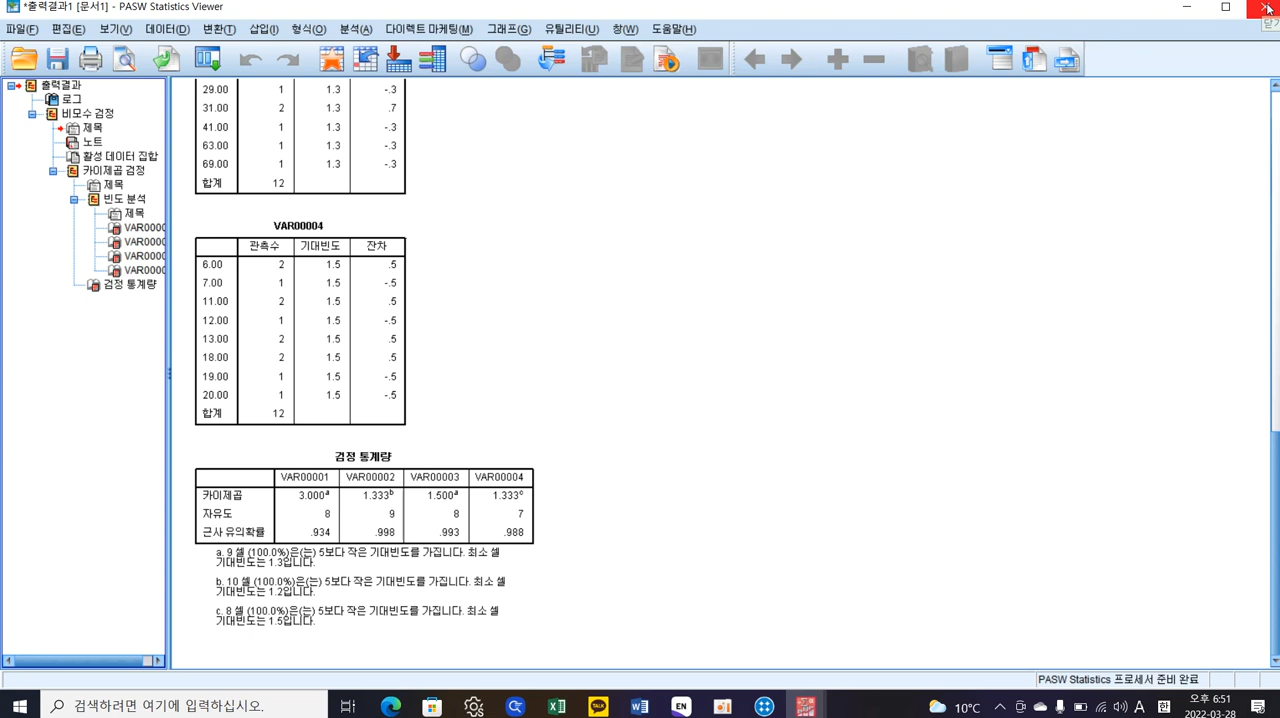 *출력결과1 [문서1] - PASW Statistics Viewer
파일(F) 편집(E) 보기(V) 데이터(D) 변환(T) 삽입(I) 형식(O) 분석(A) 다이렉트 마케팅(M) 그래프(G) 유틸리티(U) 창(W) 도움말(H)
출력결과
로그
비모수 검정
제목
노트
활성 데이터 집합
카이제곱 검정
제목
빈도 분석
제목
VAR0000
VAR0000
VAR0000
VAR0000
검정 통계량
29.00 1 1.3 -.3
31.00 2 1.3 .7
41.00 1 1.3 -.3
63.00 1 1.3 -.3
69.00 1 1.3 -.3
합계 12
VAR00004
관측수 기대빈도 잔차
6.00 2 1.5 .5
7.00 1 1.5 -.5
11.00 2 1.5 .5
12.00 1 1.5 -.5
13.00 2 1.5 .5
18.00 2 1.5 .5
19.00 1 1.5 -.5
20.00 1 1.5 -.5
합계 12
검정 통계량
VAR00001 VAR00002 VAR00003 VAR00004
카이제곱 3.000a 1.333b 1.500a 1.333c
자유도 8 9 8 7
근사 유의확률 .934 .998 .993 .988
a. 9 셀 (100.0%)은(는) 5보다 작은 기대빈도를 가집니다. 최소 셀
기대빈도는 1.3입니다.
b. 10 셀 (100.0%)은(는) 5보다 작은 기대빈도를 가집니다. 최소 셀
기대빈도는 1.2입니다.
c. 8 셀 (100.0%)은(는) 5보다 작은 기대빈도를 가집니다. 최소 셀
기대빈도는 1.5입니다.
PASW Statistics 프로세서 준비 완료
검색하려면 여기에 입력하십시오.
TALK
EN
10°C
A
한
오후 6:51
2022-03-28